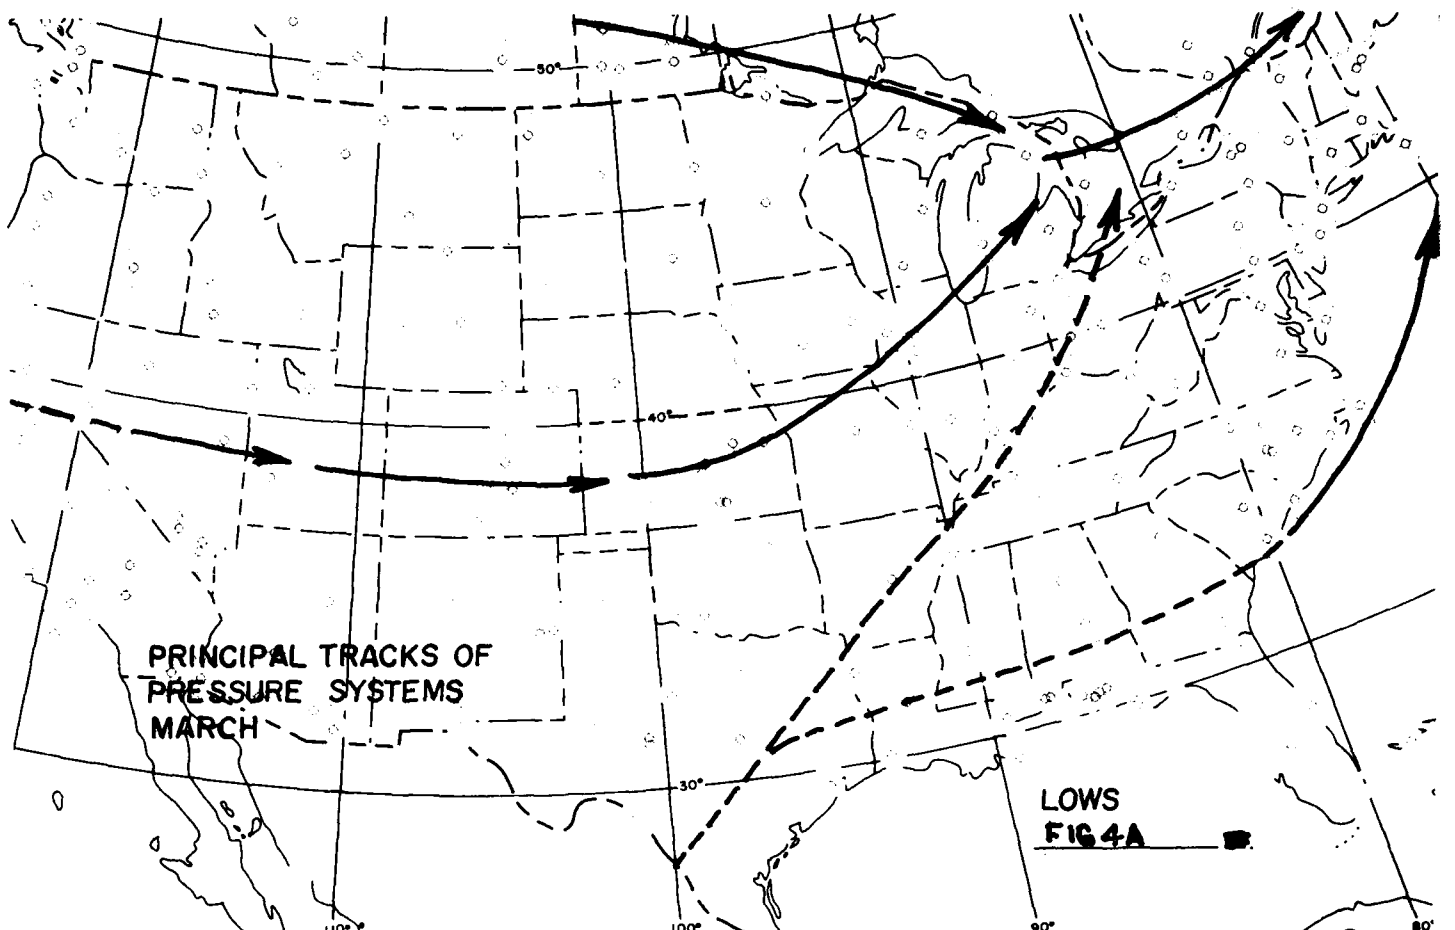 50°
40°
PRINCIPAL TRACKS OF
PRESSURE SYSTEMS
MARCH
30°
LOWS
FIG 4A
110°
100°
90°
80°